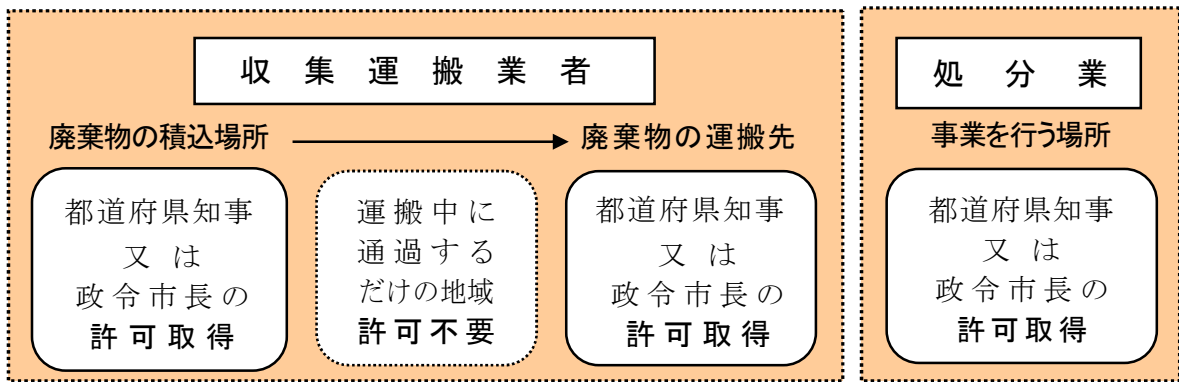 収集運搬業者
廃棄物の積込場所
廃棄物の運搬先
都道府県知事
又は
政令市長の
許可取得
運搬中に
通過する
だけの地域
許可不要
都道府県知事
又は
政令市長の
許可取得
処分業
事業を行う場所
都道府県知事
又は
政令市長の
許可取得